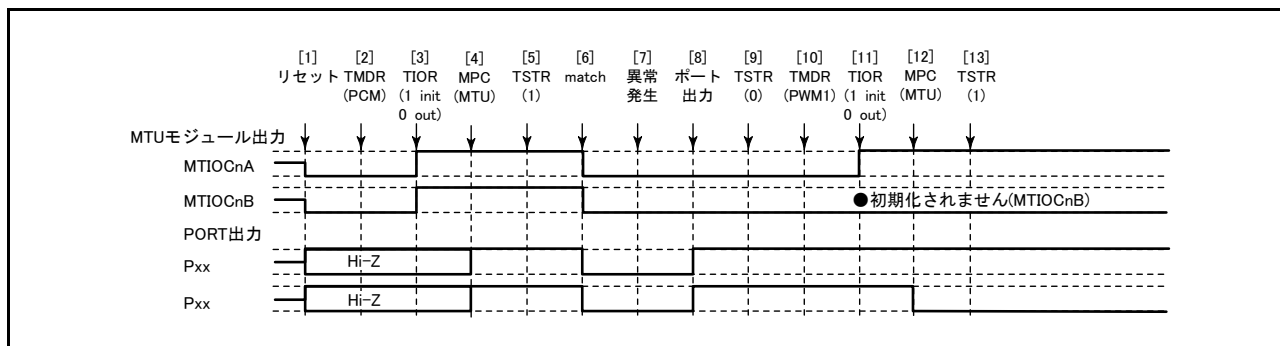 [1] [2] [3] [4] [5] [6] [7] [8] [9] [10] [11] [12] [13]
リセット TMDR TIOR MPC TSTR match 異常 ポート TSTR TMDR TIOR MPC TSTR
(PCM) (1 init (MTU) (1) 発生 出力 (0) (PWM1) (1 init (MTU) (1)
0 out) 0 out)
MTUモジュール出力
MTIOCnA
MTIOCnB ●初期化されません(MTIOCnB)
PORT出力
Pxx Hi-Z
Pxx Hi-Z